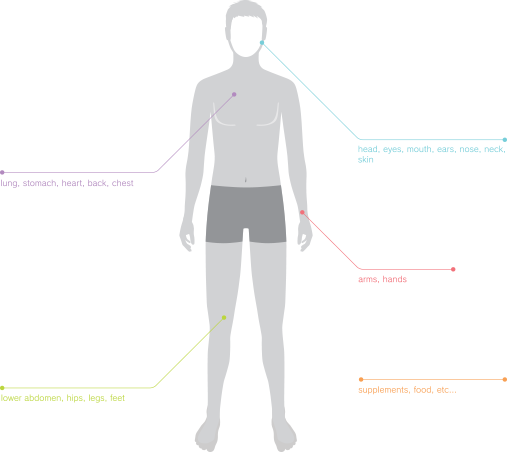 head, eyes, mouth, ears, nose, neck,
skin
lung, stomach, heart, back, chest
arms, hands
supplements, food, etc...
lower abdomen, hips, legs, feet